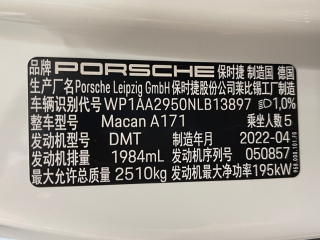 品牌 PORSCHE 保时捷 制造国 德国
生产厂名 Porsche Leipzig GmbH 保时捷股份公司莱比锡工厂制造
车辆识别代号 WP1AA2950NLB13897 1,0%
整车型号 Macan A171 乘坐人数 5
发动机型号 DMT 制造年月 2022-04
发动机排量 1984mL 发动机序列号 050857
最大允许总质量 2510kg 发动机最大净功率 195kW